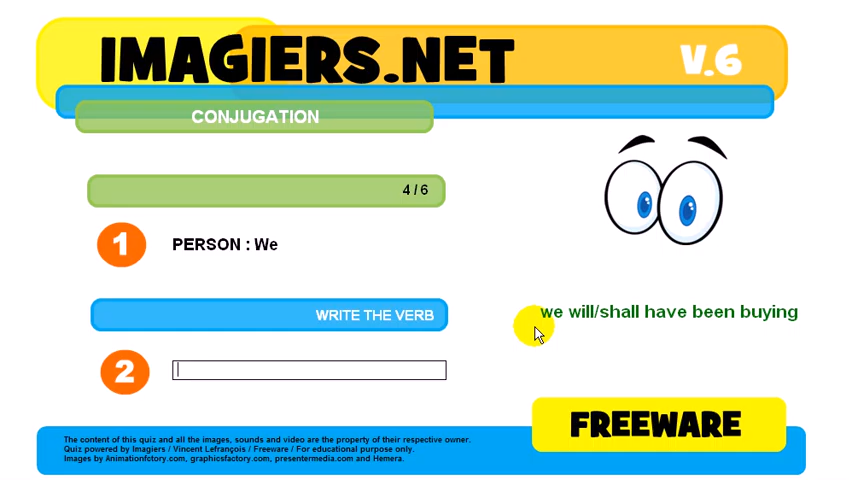 IMAGIERS.NET
V.6
CONJUGATION
4 / 6
1
PERSON : We
WRITE THE VERB
we will/shall have been buying
2
FREEWARE
The content of this quiz and all the images, sounds and video are the property of their respective owner.
Quiz powered by Imagiers / Vincent Lefrançois / Freeware / For educational purpose only.
Images by Animationfctory.com, graphicsfactory.com, presentermedia.com and Hemera.